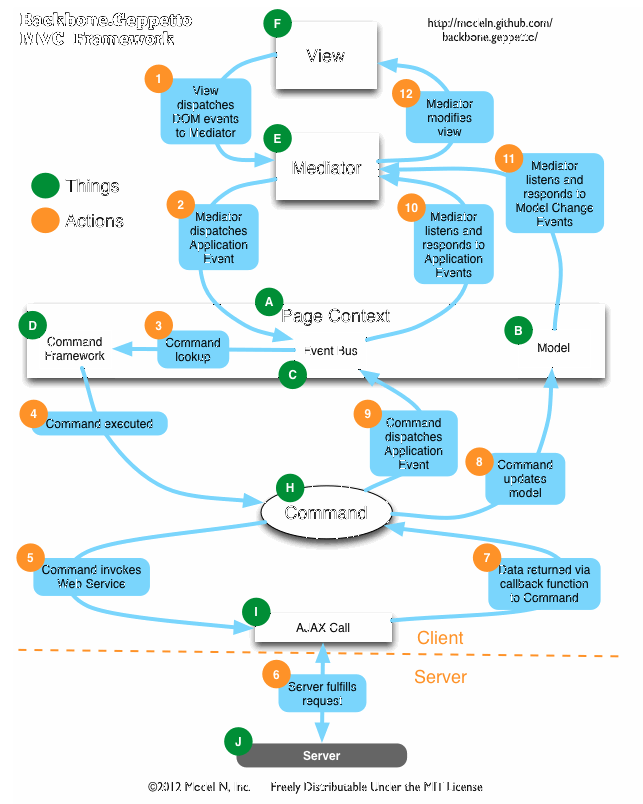 Backbone.Geppetto
MVC Framework
http://modeln.github.com/
backbone.geppetto/
F
View
1
View
dispatches
DOM events
to Mediator
12
Mediator
modifies
view
E
Mediator
11
Mediator
listens and
responds to
Model Change
Events
Things
Actions
2
Mediator
dispatches
Application
Event
10
Mediator
listens and
responds to
Application
Events
A
Page Context
D
Command
Framework
3
Command
lookup
Event Bus
B
Model
C
4
Command executed
9
Command
dispatches
Application
Event
8
Command
updates
model
H
Command
5
Command invokes
Web Service
7
Data returned via
callback function
to Command
I
AJAX Call
Client
Server
6
Server fulfills
request
J
Server
©2012 Model N, Inc. Freely Distributable Under the MIT License